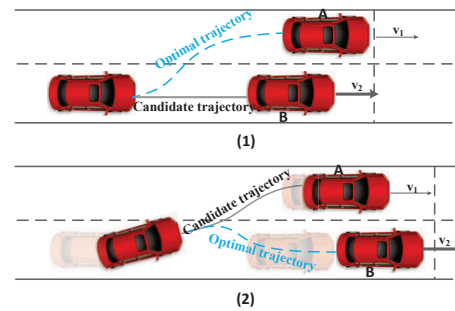 A
v₁
Optimal trajectory
v₂
Candidate trajectory
B
(1)
A
v₁
Candidate trajectory
v₂
Optimal trajectory
B
(2)